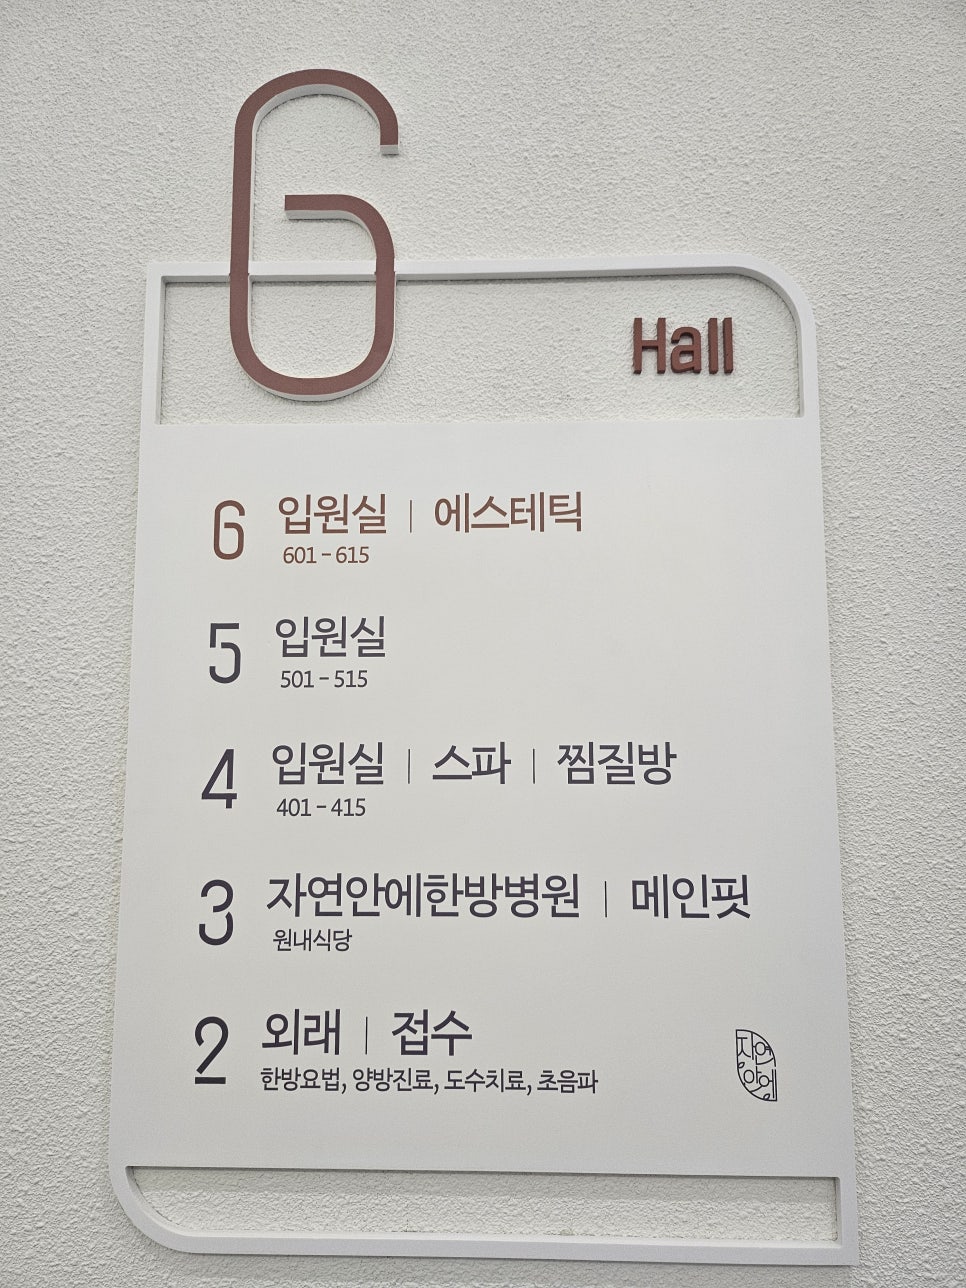 6
Hall
6 입원실 | 에스테틱
601 - 615
5 입원실
501 - 515
4 입원실 | 스파 | 찜질방
401 - 415
3 자연안에한방병원 | 메인핏
원내식당
2 외래 | 접수
한방요법, 양방진료, 도수치료, 초음파
자연
안에